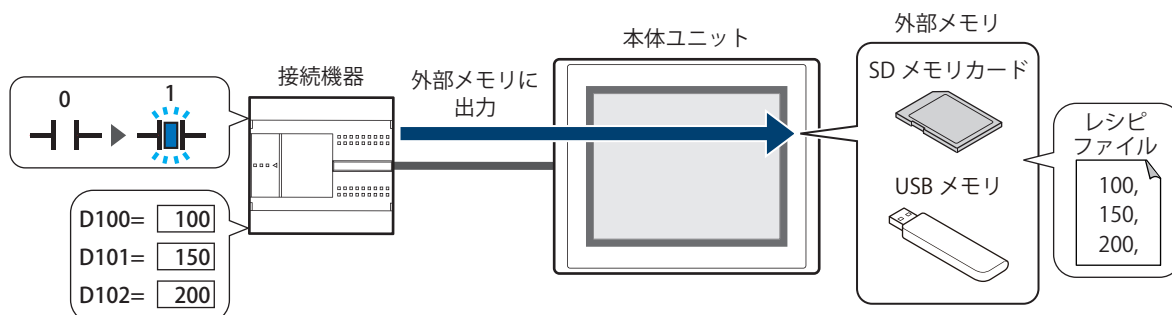 0
1
接続機器
外部メモリに
出力
本体ユニット
外部メモリ
SD メモリカード
USB メモリ
レシピ
ファイル
100,
150,
200,
D100= 100
D101= 150
D102= 200